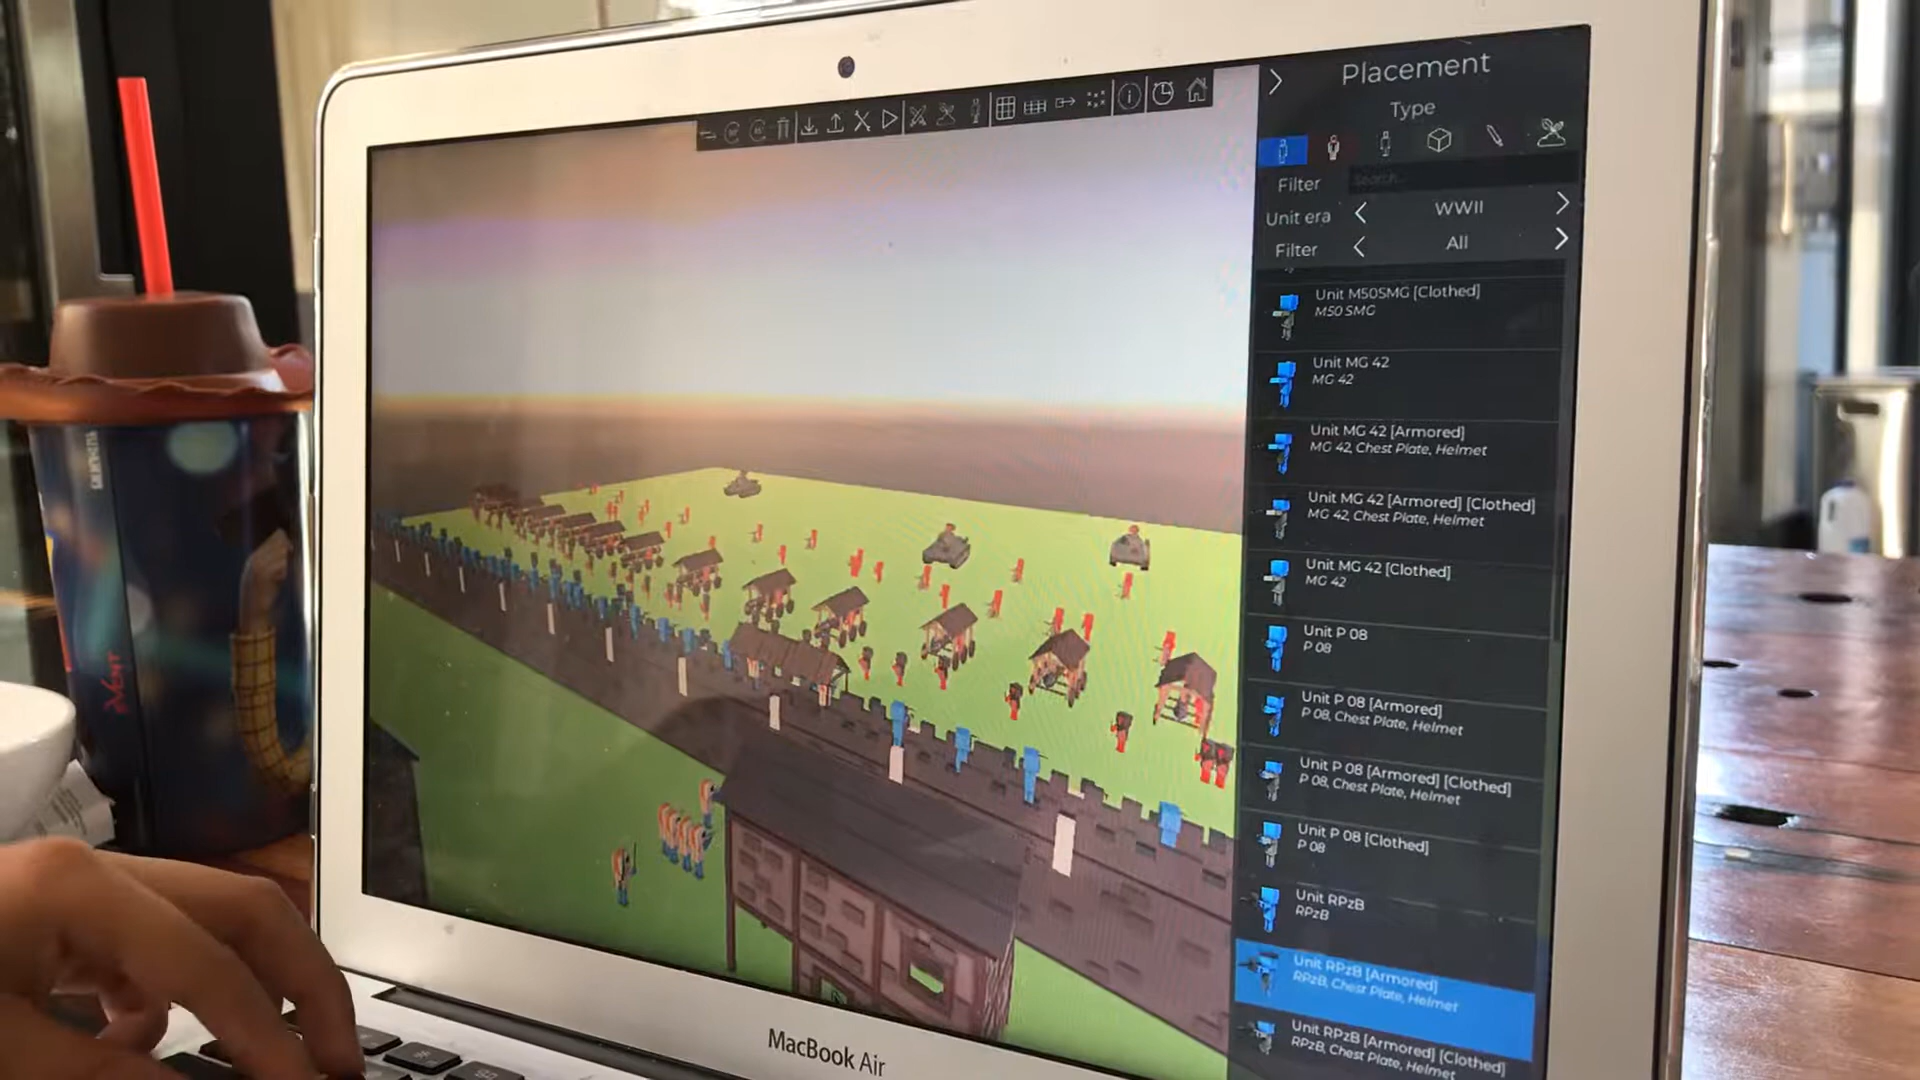 Placement
Type
Filter
Search...
Unit era
WWII
Filter
All
Unit M50SMG [Clothed]
M50 SMG
Unit MG 42
MG 42
Unit MG 42 [Armored]
MG 42, Chest Plate, Helmet
Unit MG 42 [Armored] [Clothed]
MG 42, Chest Plate, Helmet
Unit MG 42 [Clothed]
MG 42
Unit P 08
P 08
Unit P 08 [Armored]
P 08, Chest Plate, Helmet
Unit P 08 [Armored] [Clothed]
P 08, Chest Plate, Helmet
Unit P 08 [Clothed]
P 08
Unit RPzB
RPzB
Unit RPzB [Armored]
RPzB, Chest Plate, Helmet
Unit RPzB [Armored] [Clothed]
RPzB, Chest Plate, Helmet
MacBook Air